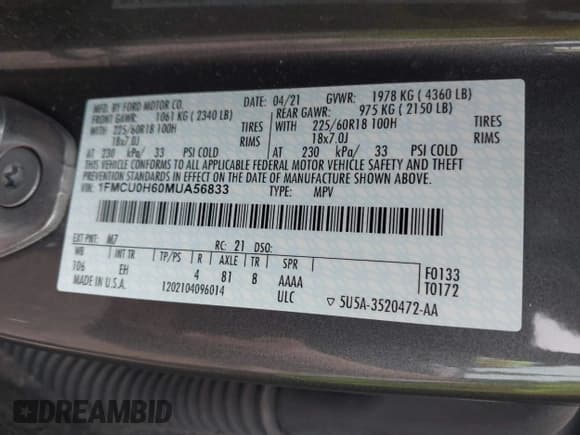 MFD. BY FORD MOTOR CO.
04/21 GVWR: 1978 KG ( 4360 LB)
FRONT GAWR: 1061 KG ( 2340 LB)
REAR GAWR: 975 KG ( 2150 LB)
WITH 225/60R18 100H TIRES
WITH 225/60R18 100H TIRES
18x7.0J RIMS
18x7.0J RIMS
AT 230 kPa/ 33 PSI COLD
AT 230 kPa/ 33 PSI COLD
THIS VEHICLE CONFORMS TO ALL APPLICABLE FEDERAL MOTOR VEHICLE SAFETY AND THEFT
PREVENTION STANDARDS IN EFFECT ON THE DATE OF MANUFACTURE SHOWN ABOVE.
VIN: 1FMCU0H60MUA56833
TYPE: MPV
EXT PNT: M7 RC: 21 DSO:
WB TP/PS R AXLE TR SPR
106 EH 4 81 8 AAAA
F0133
T0172
MADE IN U.S.A. 1202104096014 ULC
▽ 5U5A-3520472-AA
DREAMBID